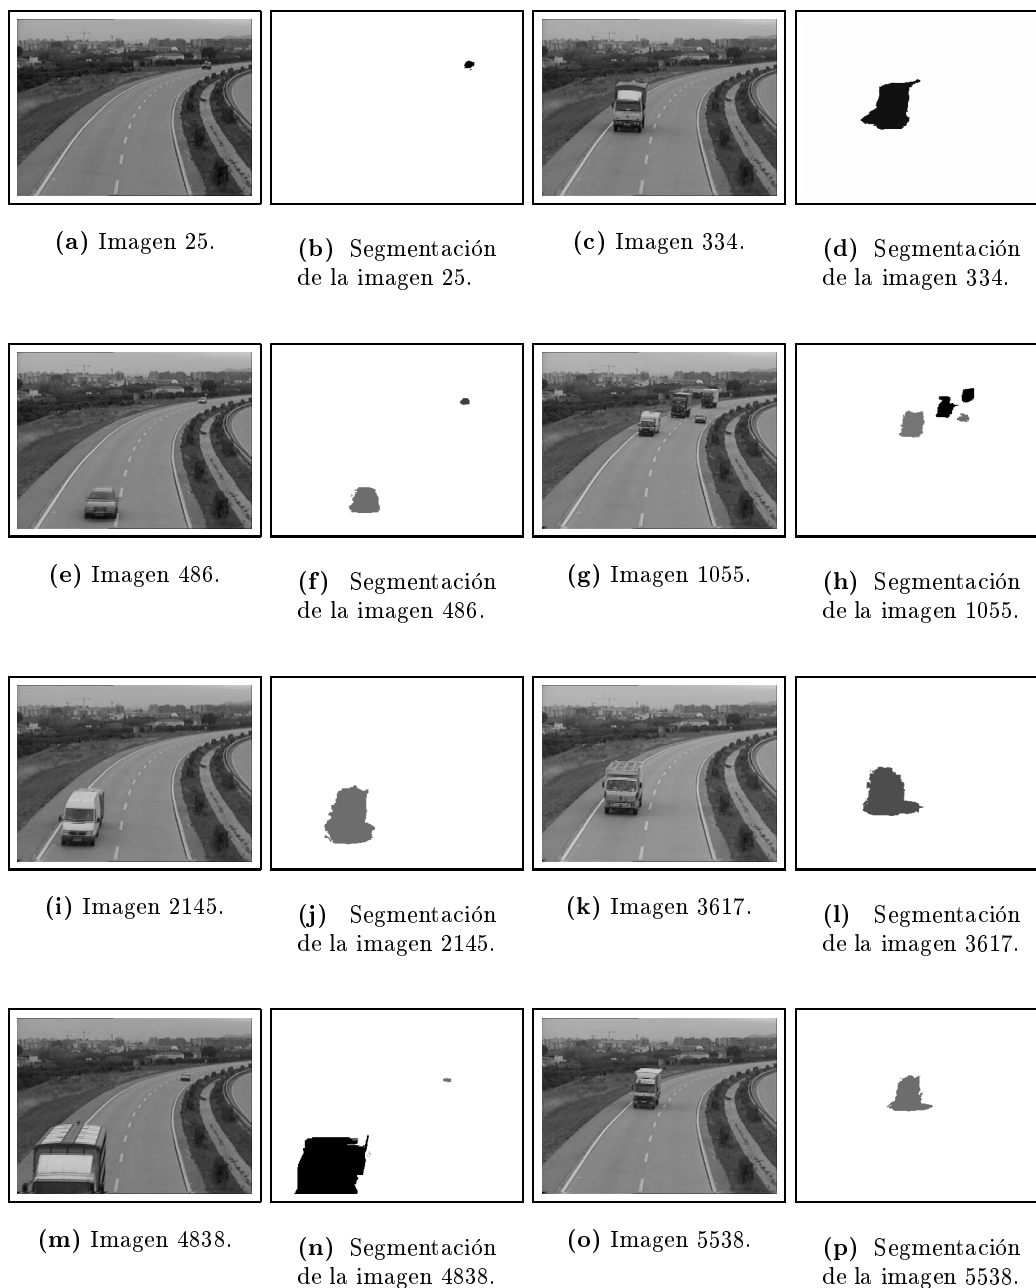 (a) Imagen 25.
(b) Segmentación
de la imagen 25.
(c) Imagen 334.
(d) Segmentación
de la imagen 334.
(e) Imagen 486.
(f) Segmentación
de la imagen 486.
(g) Imagen 1055.
(h) Segmentación
de la imagen 1055.
(i) Imagen 2145.
(j) Segmentación
de la imagen 2145.
(k) Imagen 3617.
(l) Segmentación
de la imagen 3617.
(m) Imagen 4838.
(n) Segmentación
de la imagen 4838.
(o) Imagen 5538.
(p) Segmentación
de la imagen 5538.